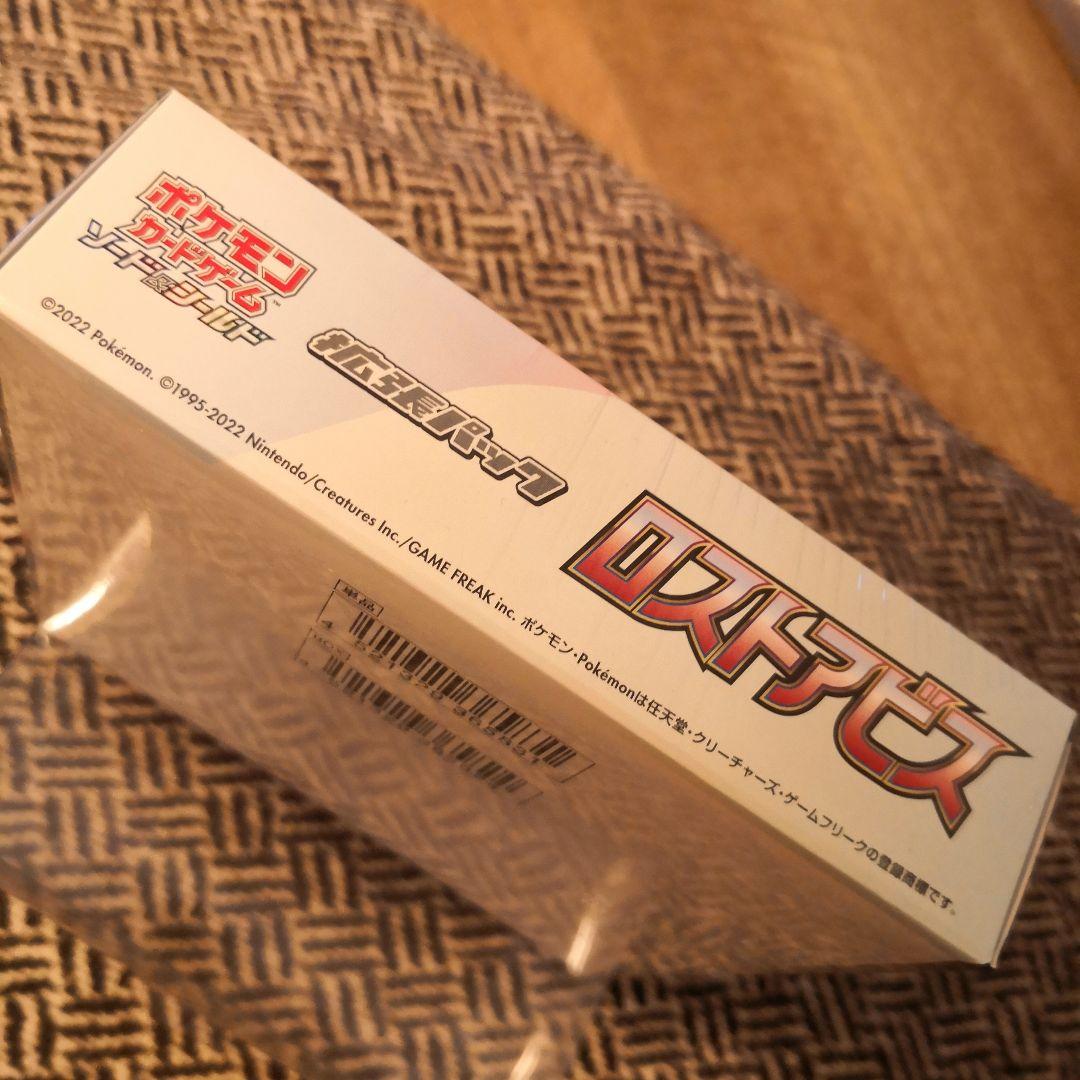 ポケモン
カードゲーム
ソード&シールド
拡張パック
ロストアビス
©2022 Pokémon. ©1995-2022 Nintendo/Creatures Inc./GAME FREAK inc. ポケモン・Pokémonは任天堂・クリーチャーズ・ゲームフリークの登録商標です。
単品